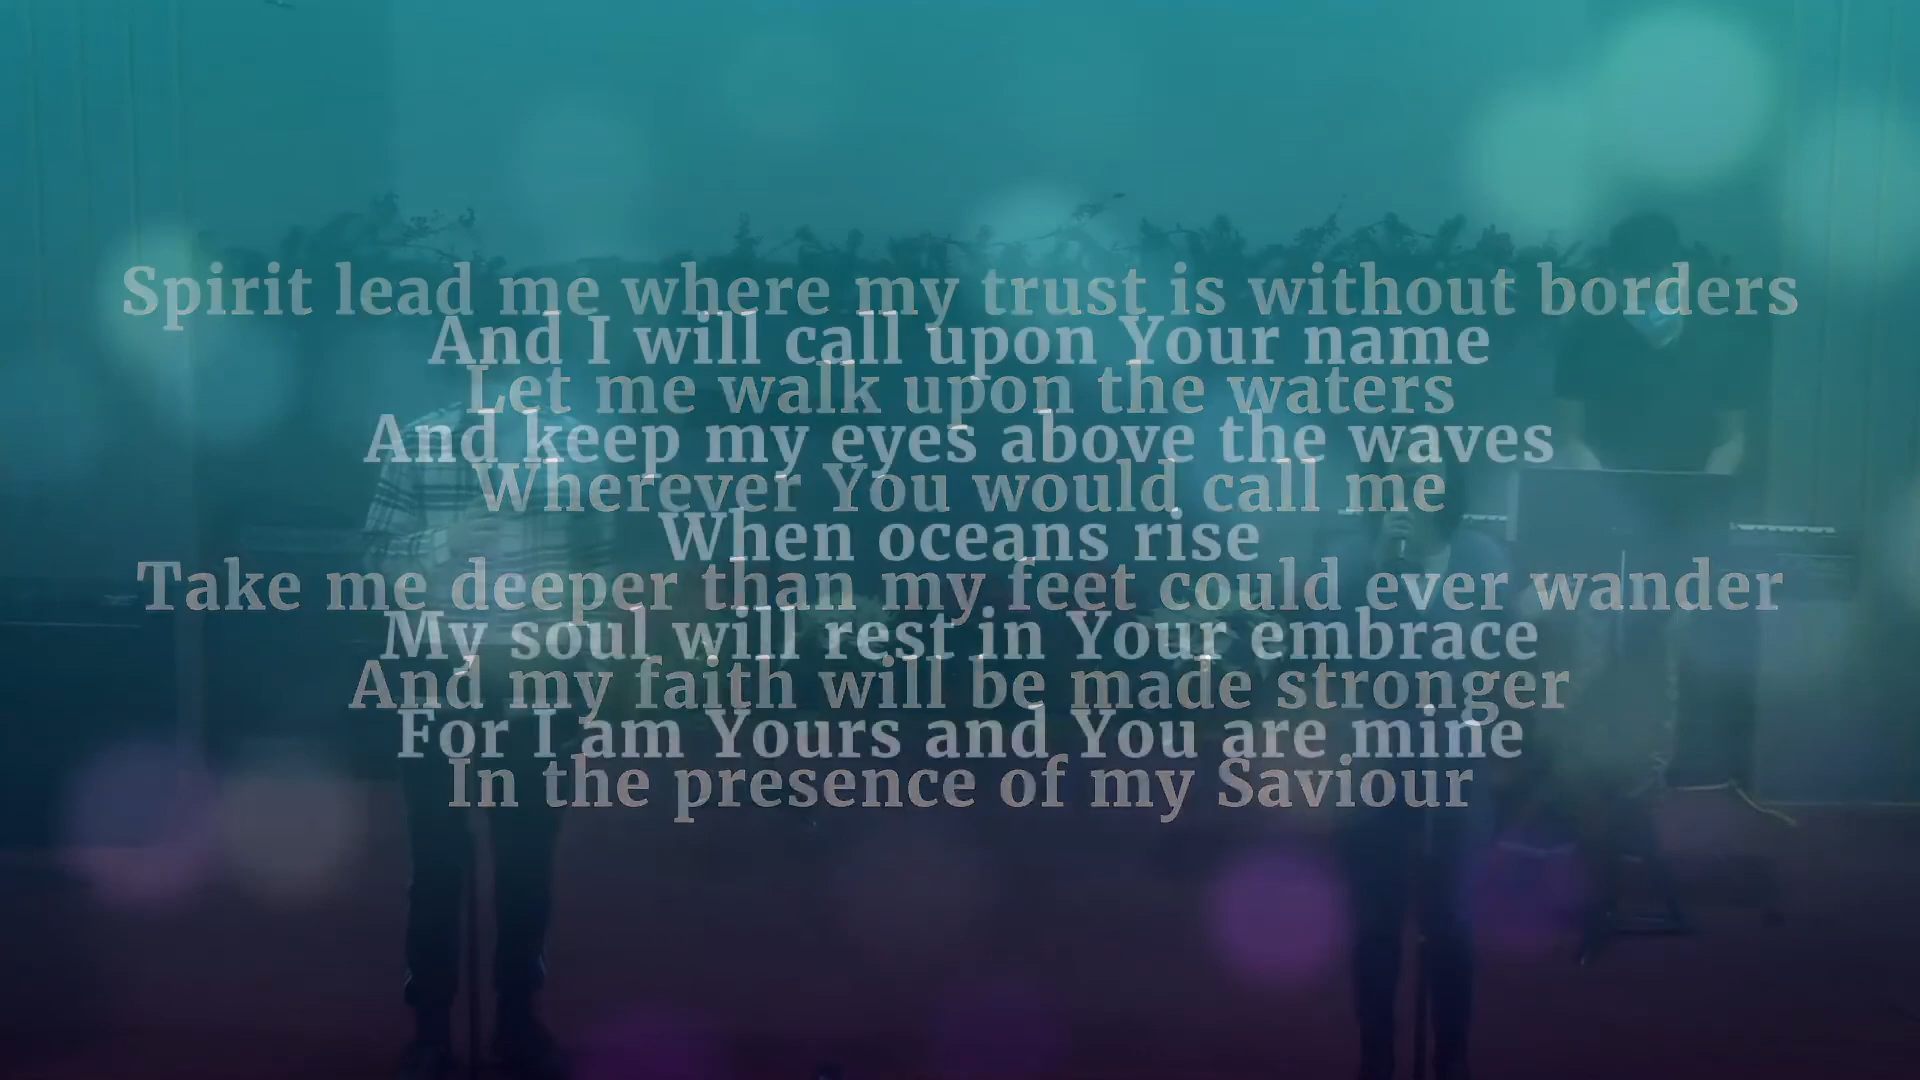 Spirit lead me where my trust is without borders
And I will call upon Your name
Let me walk upon the waters
And keep my eyes above the waves
Wherever You would call me
When oceans rise
Take me deeper than my feet could ever wander
My soul will rest in Your embrace
And my faith will be made stronger
For I am Yours and You are mine
In the presence of my Saviour